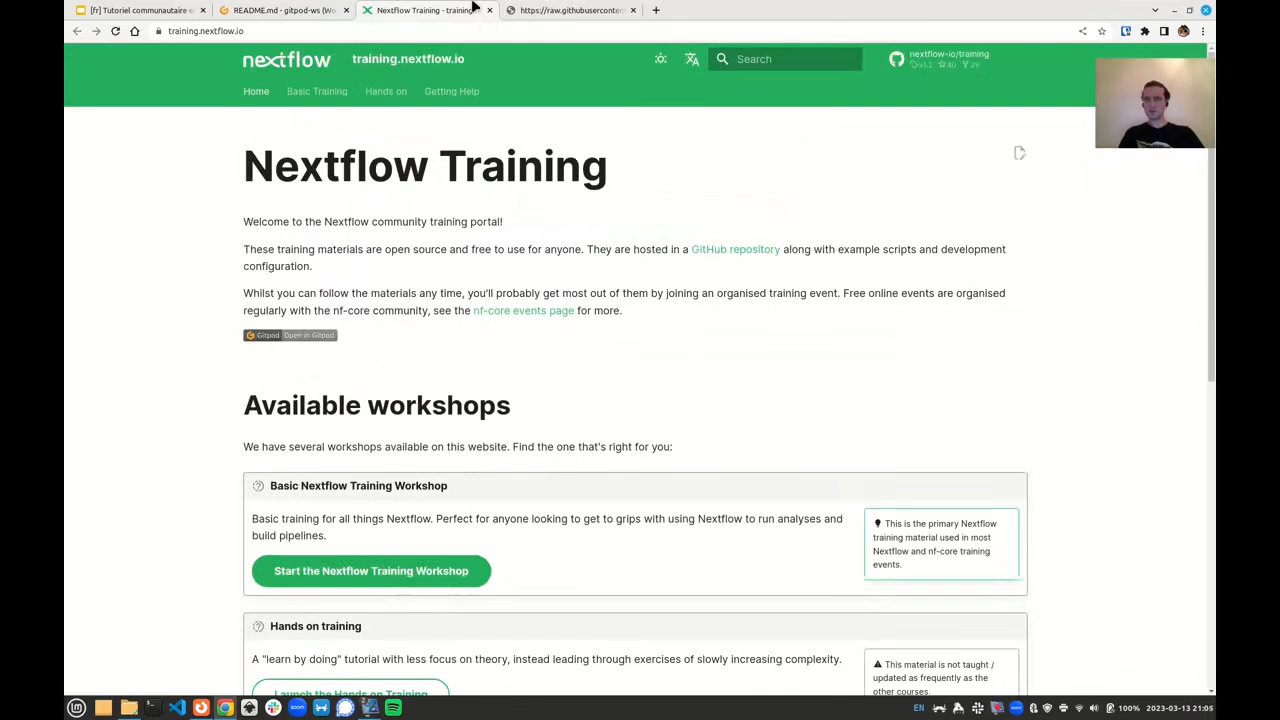 [fr] Tutoriel communautaire
README.md - gitpod-ws (Wo
Nextflow Training - training
https://raw.githubusercontent
training.nextflow.io
nextflow
training.nextflow.io
Search
nextflow-io/training
Home
Basic Training
Hands on
Getting Help
Nextflow Training
Welcome to the Nextflow community training portal!
These training materials are open source and free to use for anyone. They are hosted in a GitHub repository along with example scripts and development
configuration.
Whilst you can follow the materials any time, you'll probably get most out of them by joining an organised training event. Free online events are organised
regularly with the nf-core community, see the nf-core events page for more.
Gitpod Open in Gitpod
Available workshops
We have several workshops available on this website. Find the one that's right for you:
Basic Nextflow Training Workshop
Basic training for all things Nextflow. Perfect for anyone looking to get to grips with using Nextflow to run analyses and
build pipelines.
Start the Nextflow Training Workshop
This is the primary Nextflow
training material used in most
Nextflow and nf-core training
events.
Hands on training
A "learn by doing" tutorial with less focus on theory, instead leading through exercises of slowly increasing complexity.
Launch the Hands on Training
This material is not taught /
updated as frequently as the
other courses.
EN
100%
2023-03-13 21:05